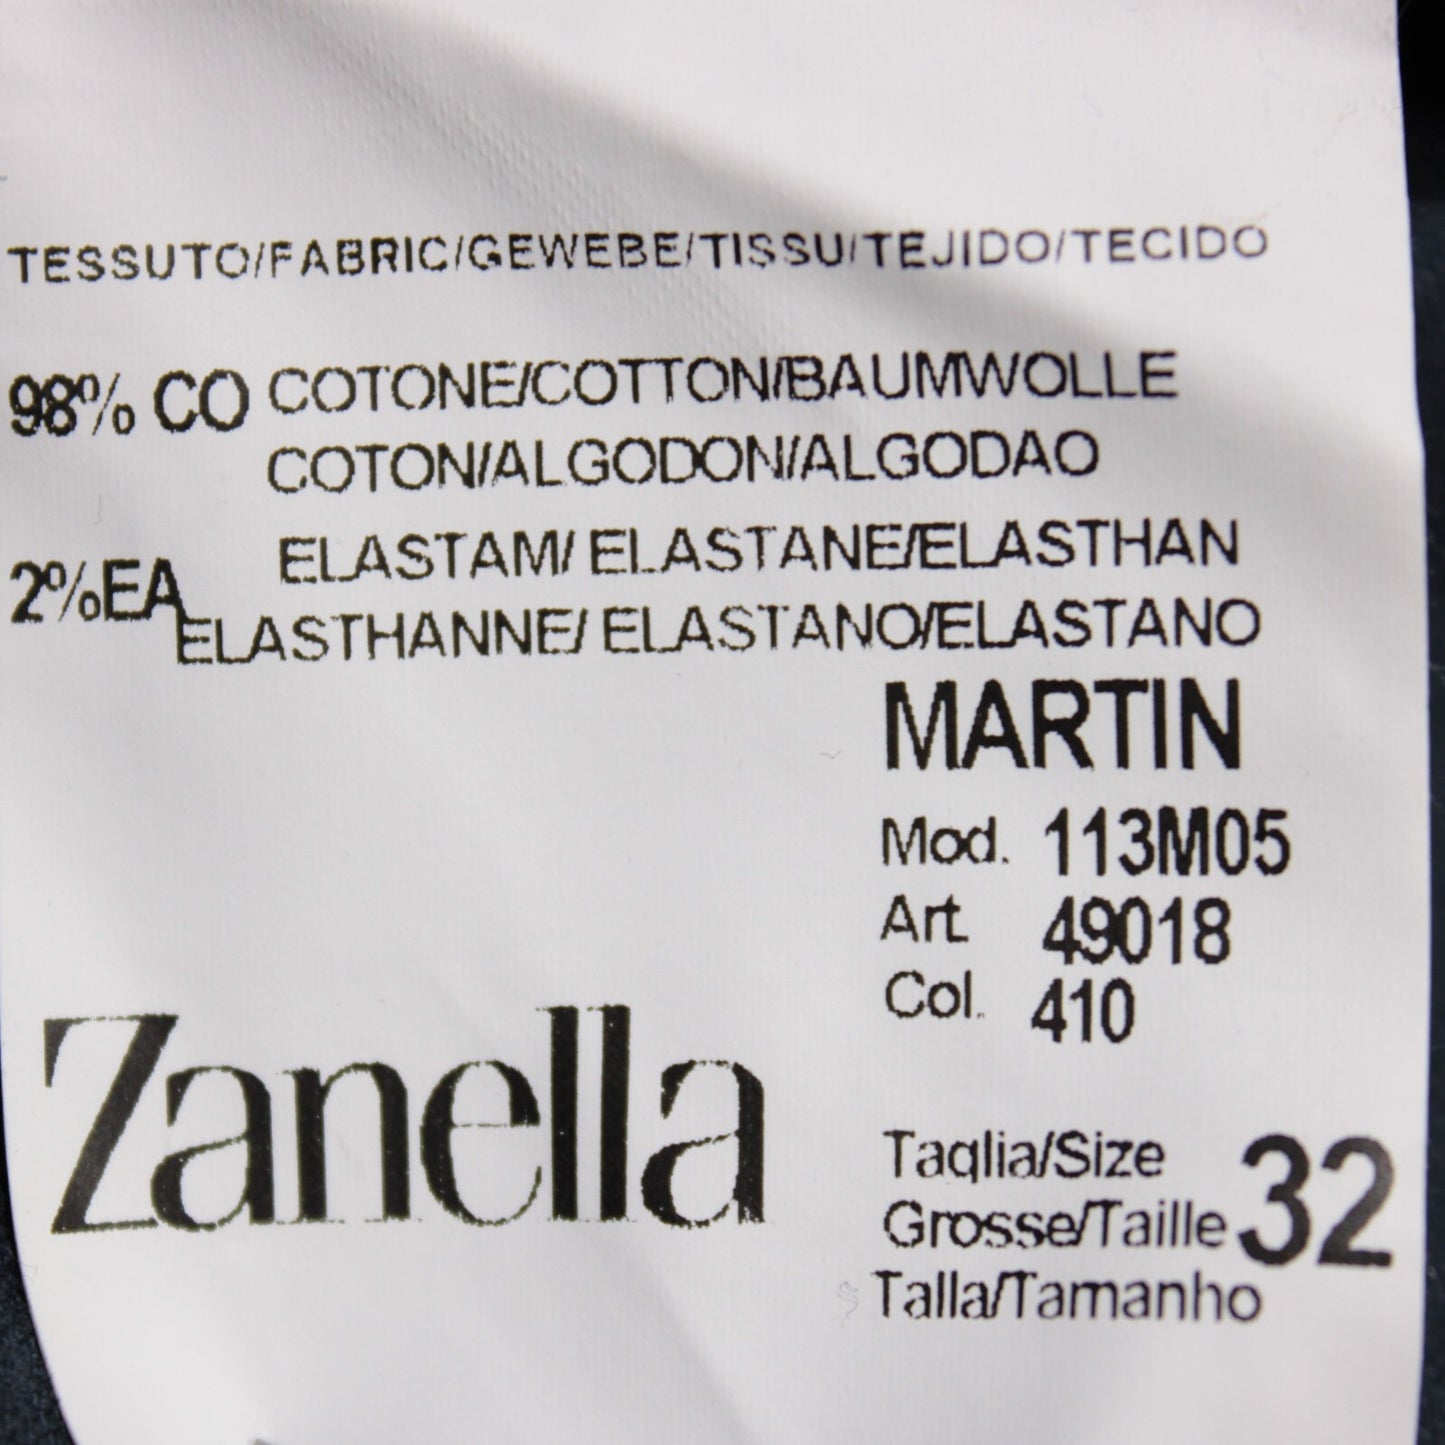 TESSUTO/FABRIC/GEWEBE/TISSU/TEJIDO/TECIDO
98% CO COTONE/COTTON/BAUMWOLLE
COTON/ALGODON/ALGODAO
2%EA ELASTAM/ ELASTANE/ELASTHAN
ELASTHANNE/ ELASTANO/ELASTANO
MARTIN
Mod. 113M05
Art. 49018
Col. 410
Zanella
Taglia/Size
Grosse/Taille 32
Talla/Tamanho